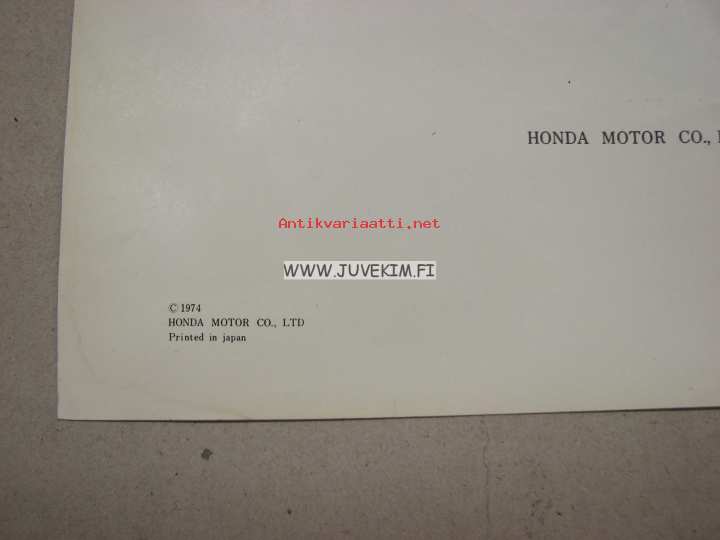 HONDA MOTOR CO.,
Antikvariaatti.net
WWW.JUVEKIM.FI
© 1974
HONDA MOTOR CO., LTD
Printed in japan